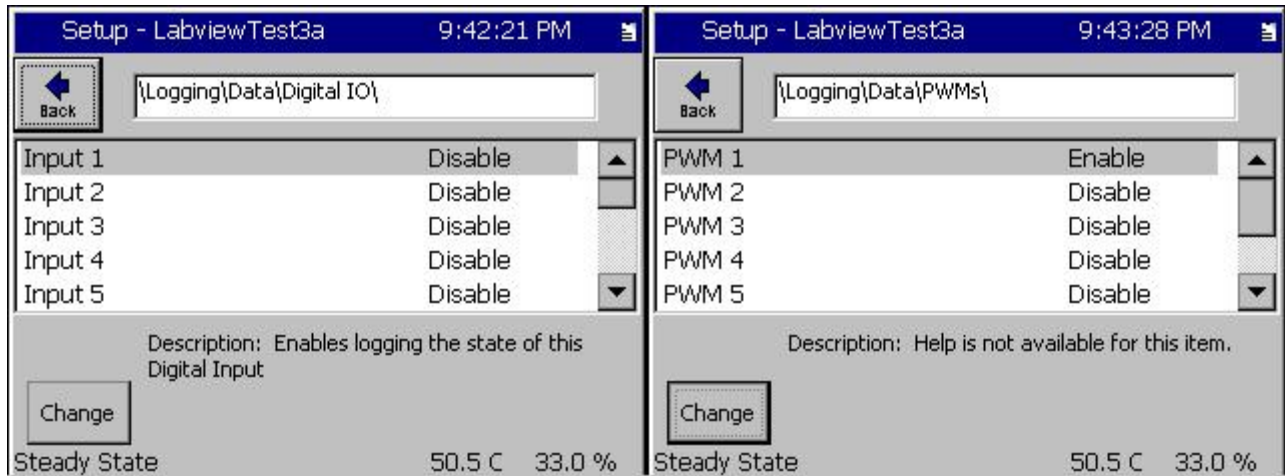 Setup - LabviewTest3a 9:42:21 PM
Back \Logging\Data\Digital IO\
Input 1 Disable
Input 2 Disable
Input 3 Disable
Input 4 Disable
Input 5 Disable
Description: Enables logging the state of this
Digital Input
Change
Steady State 50.5 C 33.0 %
Setup - LabviewTest3a 9:43:28 PM
Back \Logging\Data\PWMs\
PWM 1 Enable
PWM 2 Disable
PWM 3 Disable
PWM 4 Disable
PWM 5 Disable
Description: Help is not available for this item.
Change
Steady State 50.5 C 33.0 %